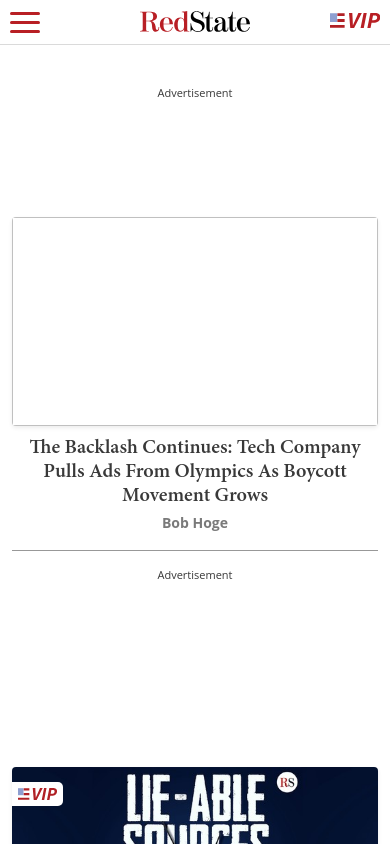 RedState
VIP
Advertisement
The Backlash Continues: Tech Company
Pulls Ads From Olympics As Boycott
Movement Grows
Bob Hoge
Advertisement
VIP
LIE-ABLE
RS
SOURCES